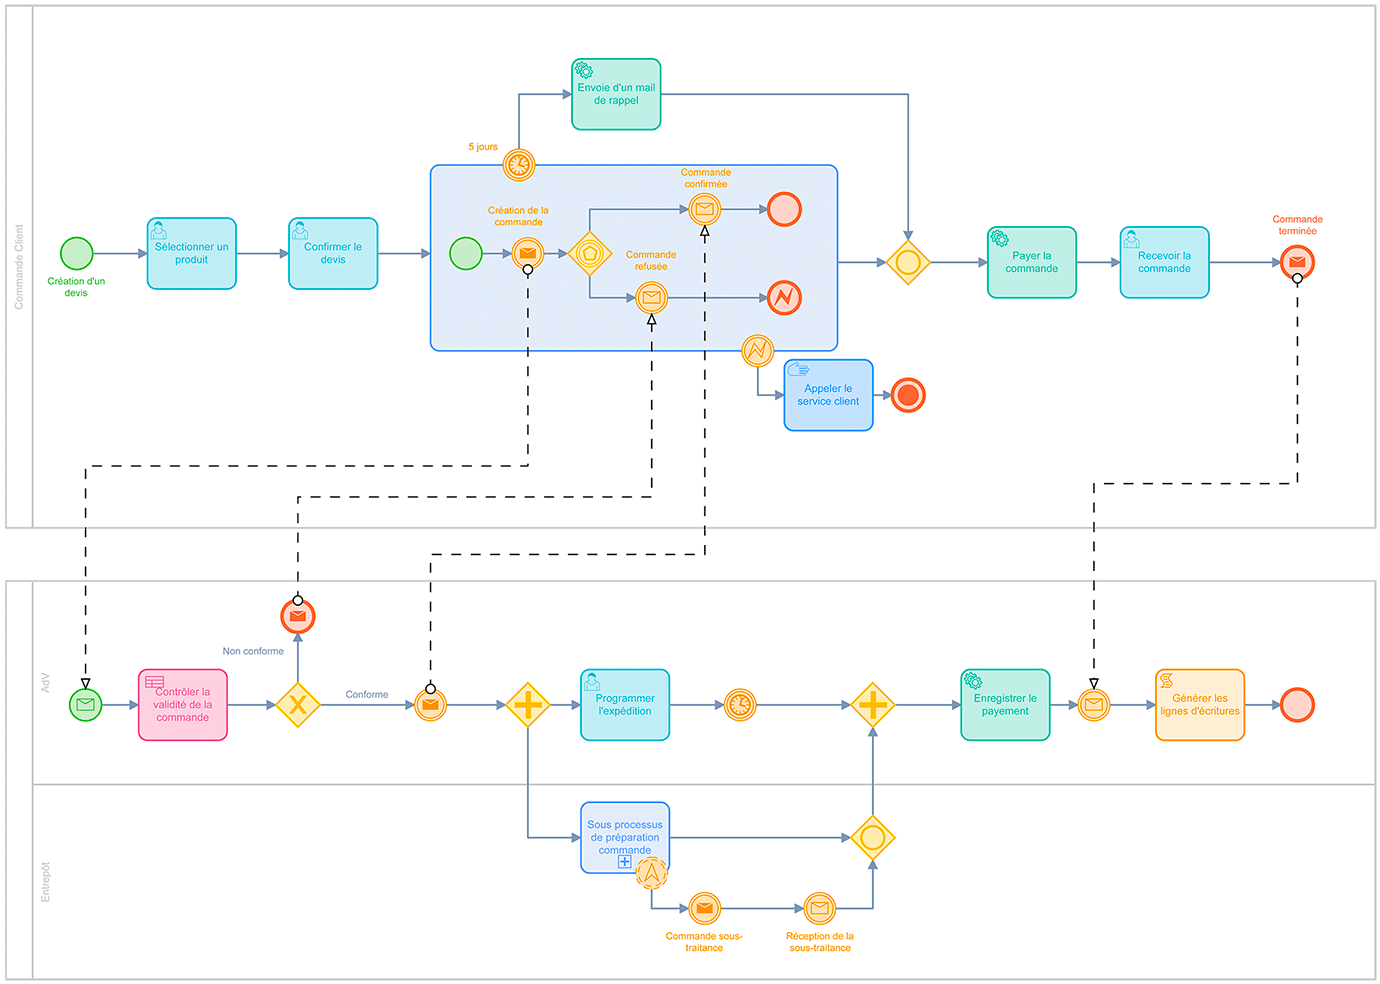 Commande Client
Envoie d'un mail
de rappel
5 jours
Commande
confirmée
Création de la
commande
Commande
refusée
Sélectionner un
produit
Confirmer le
devis
Création d'un
devis
Payer la
commande
Recevoir la
commande
Commande
terminée
Appeler le
service client
AdV
Non conforme
Conforme
Contrôler la
validité de la
commande
Programmer
l'expédition
Enregistrer le
payement
Générer les
lignes d'écritures
Entrepôt
Sous processus
de préparation
commande
Commande sous-
traitance
Réception de la
sous-traitance